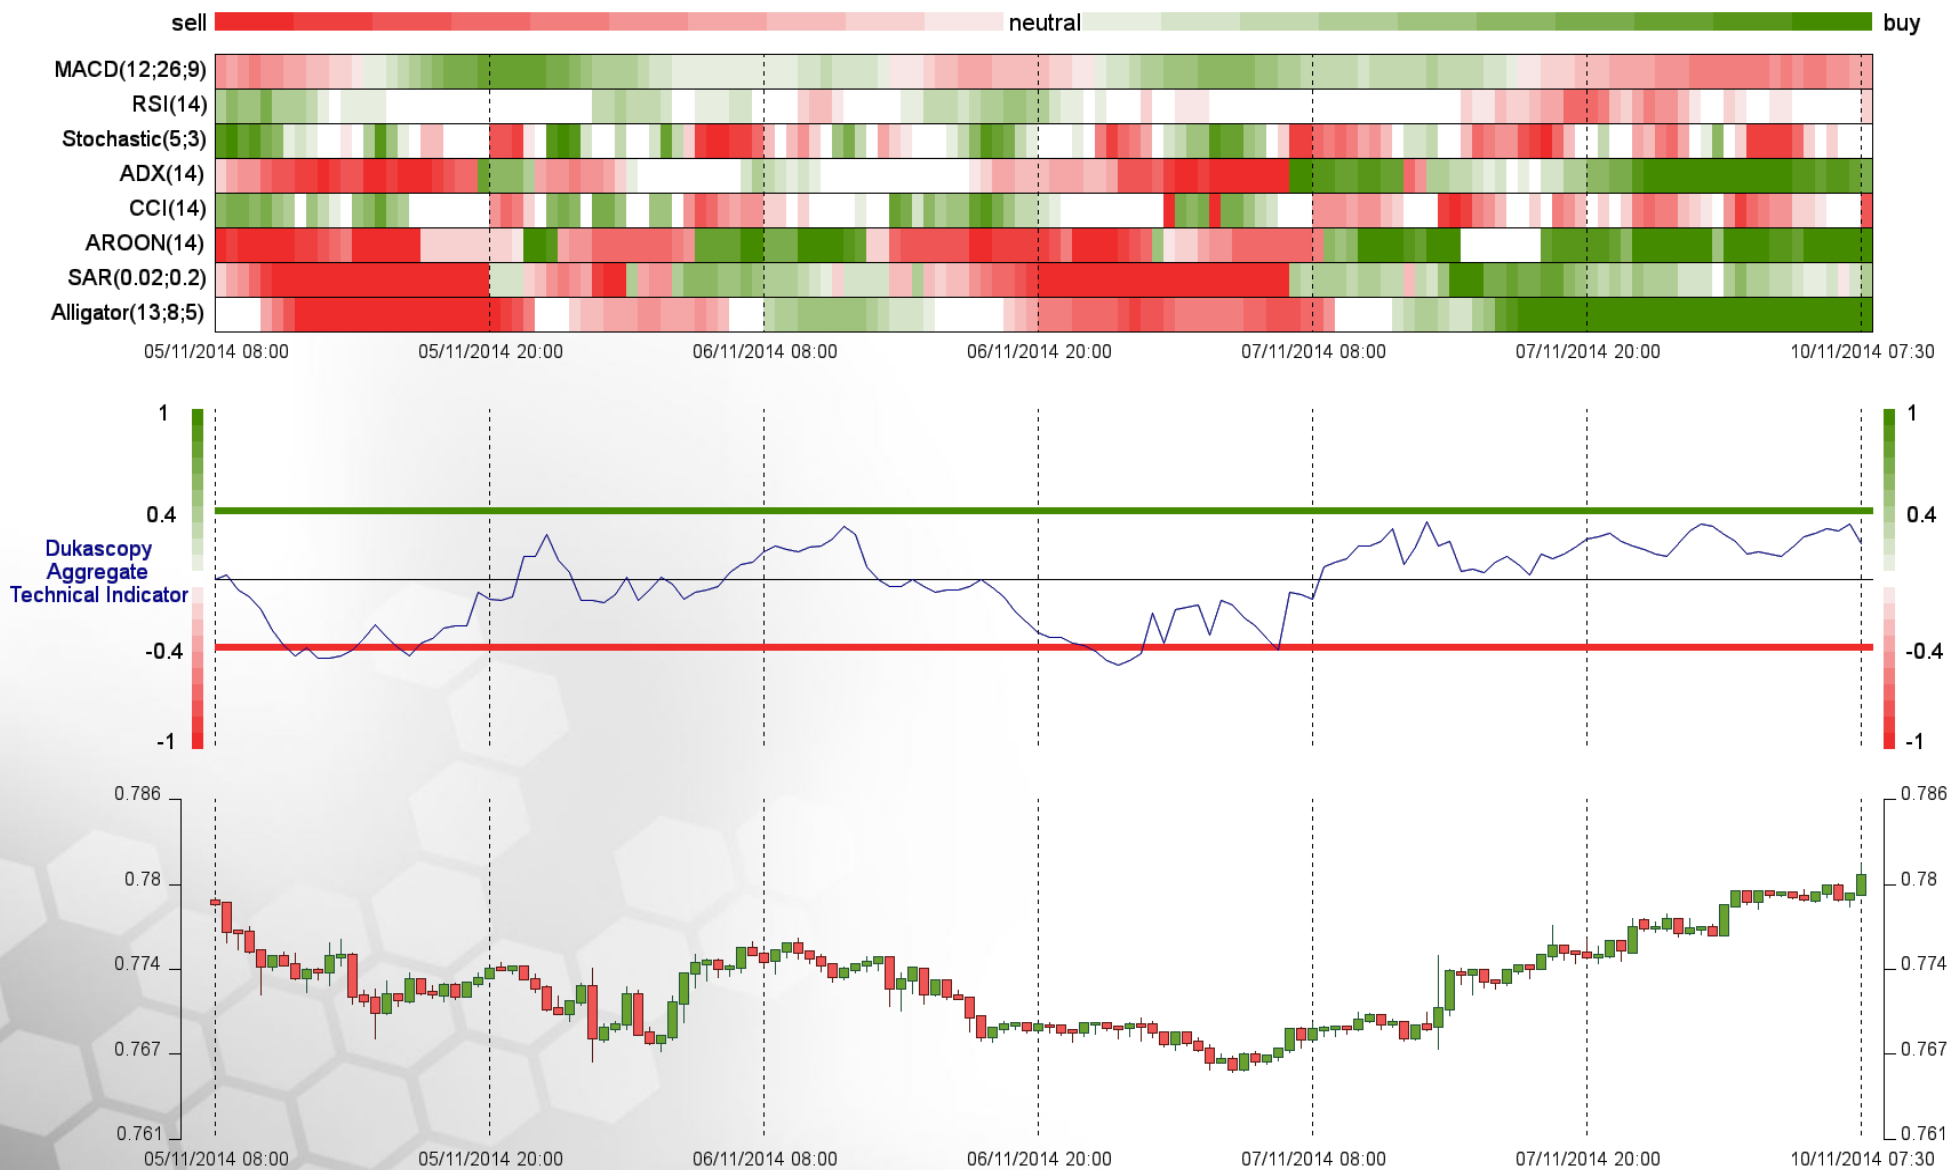 sell neutral buy
MACD(12;26;9)
RSI(14)
Stochastic(5;3)
ADX(14)
CCI(14)
AROON(14)
SAR(0.02;0.2)
Alligator(13;8;5)
05/11/2014 08:00 05/11/2014 20:00 06/11/2014 08:00 06/11/2014 20:00 07/11/2014 08:00 07/11/2014 20:00 10/11/2014 07:30
1 1
0.4 0.4
Dukascopy
Aggregate
Technical Indicator
-0.4 -0.4
-1 -1
0.786 0.786
0.78 0.78
0.774 0.774
0.767 0.767
0.761 0.761
05/11/2014 08:00 05/11/2014 20:00 06/11/2014 08:00 06/11/2014 20:00 07/11/2014 08:00 07/11/2014 20:00 10/11/2014 07:30